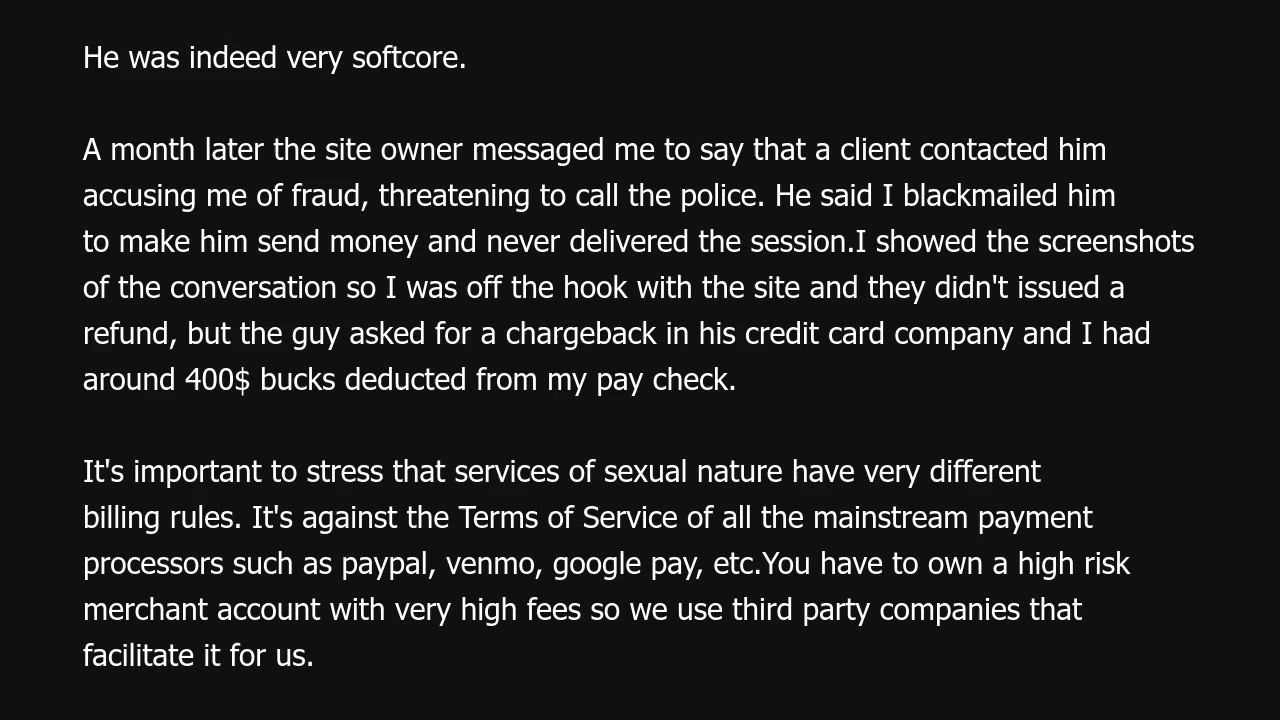 He was indeed very softcore.
A month later the site owner messaged me to say that a client contacted him
accusing me of fraud, threatening to call the police. He said I blackmailed him
to make him send money and never delivered the session.I showed the screenshots
of the conversation so I was off the hook with the site and they didn't issued a
refund, but the guy asked for a chargeback in his credit card company and I had
around 400$ bucks deducted from my pay check.
It's important to stress that services of sexual nature have very different
billing rules. It's against the Terms of Service of all the mainstream payment
processors such as paypal, venmo, google pay, etc.You have to own a high risk
merchant account with very high fees so we use third party companies that
facilitate it for us.